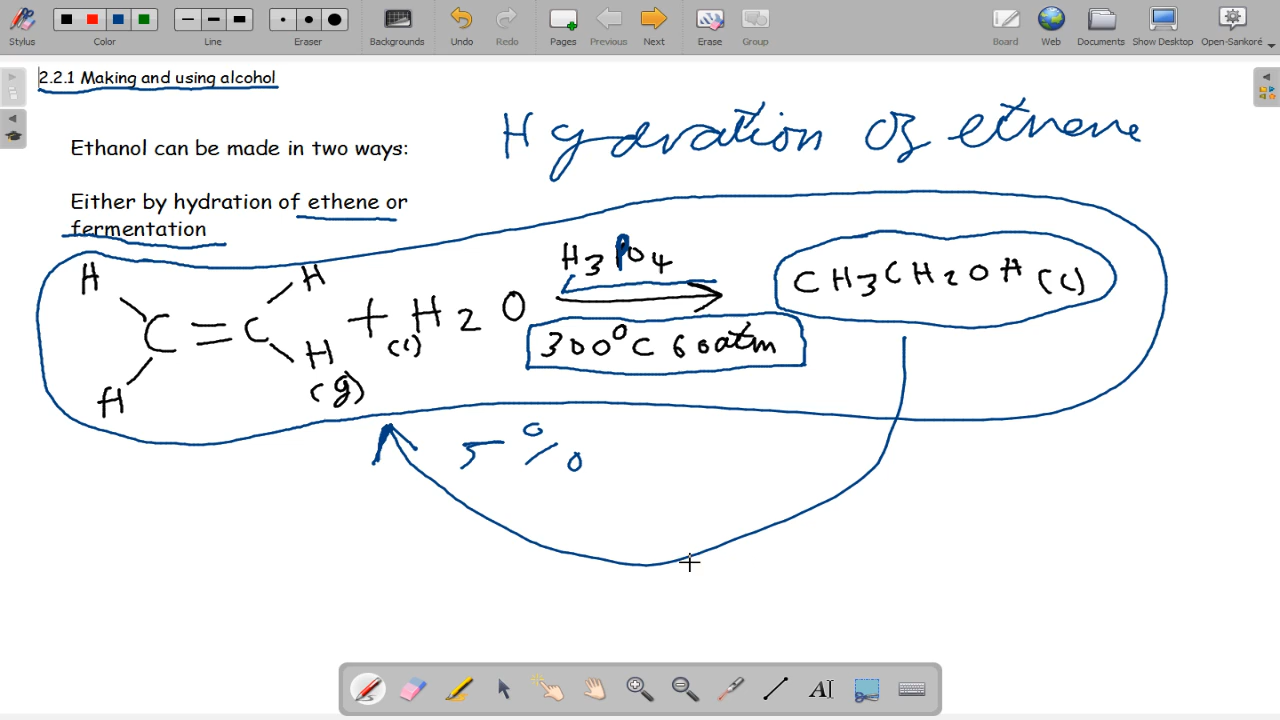 Stylus
Color
Line
Eraser
Backgrounds
Undo
Redo
Pages
Previous
Next
Erase
Group
Board
Web
Documents
Show Desktop
Open-Sankoré
2.2.1 Making and using alcohol
Hydration of ethene
Ethanol can be made in two ways:
Either by hydration of ethene or
fermentation
H H
H3PO4
C = C + H2O CH3CH2OH (l)
(l)
300°C 60atm
H H
(g)
5 %
AI